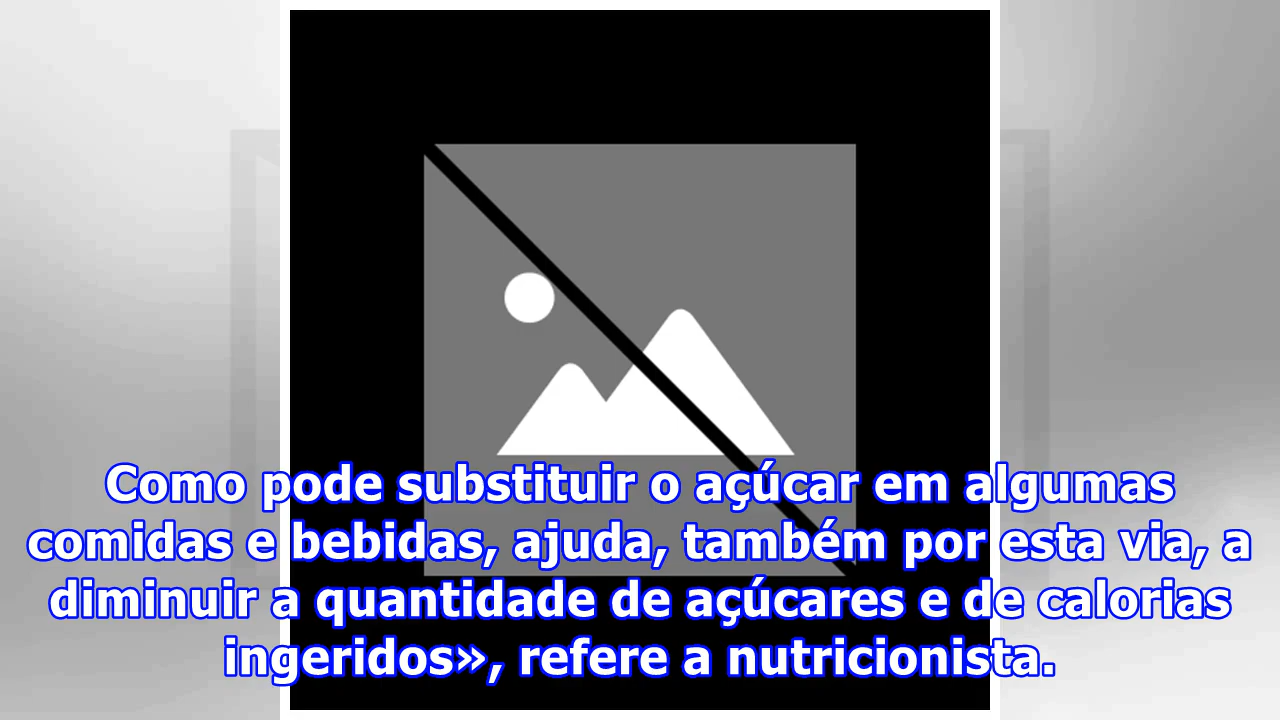 Como pode substituir o açúcar em algumas
comidas e bebidas, ajuda, também por esta via, a
diminuir a quantidade de açúcares e de calorias
ingeridos», refere a nutricionista.